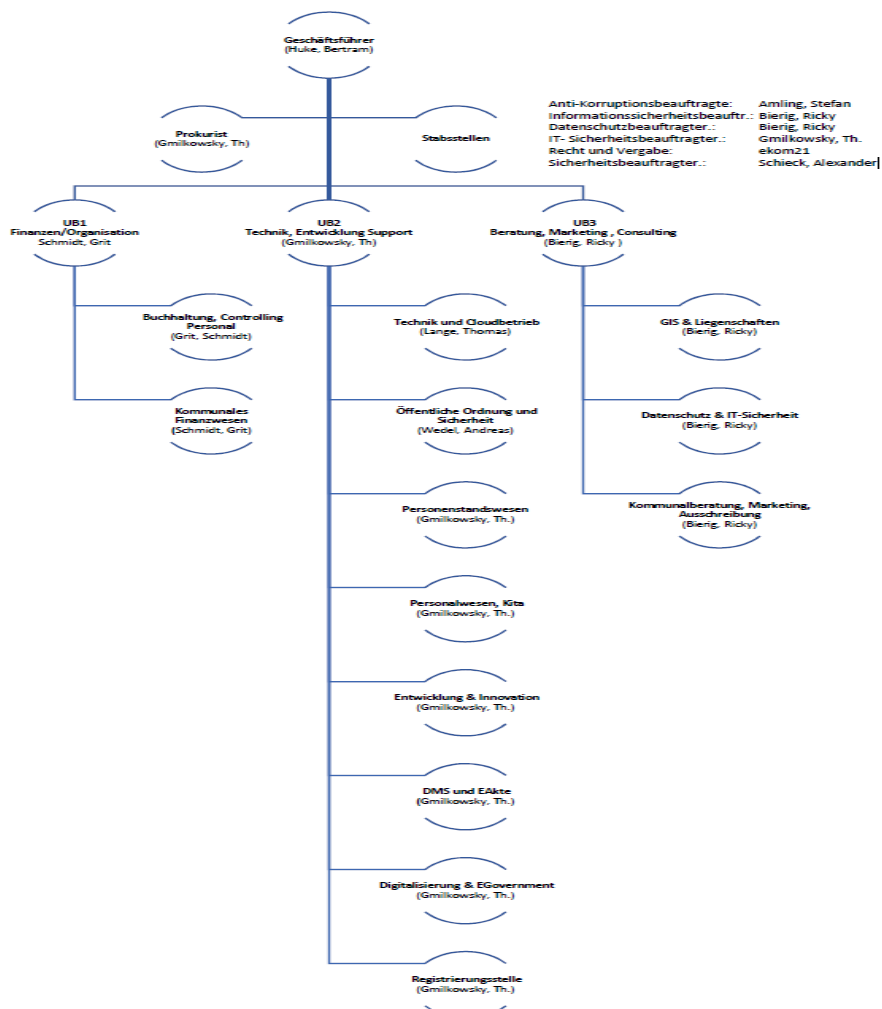 Geschäftsführer
(Huke, Bertram)
Prokurist
(Gmilkowsky, Th)
Stabsstellen
Anti-Korruptionsbeauftragte: Amling, Stefan
Informationssicherheitsbeauftr.: Bierig, Ricky
Datenschutzbeauftragter.: Bierig, Ricky
IT- Sicherheitsbeauftragter.: Gmilkowsky, Th.
Recht und Vergabe: ekom21
Sicherheitsbeauftragter.: Schieck, Alexander
UB1
Finanzen/Organisation
Schmidt, Grit
UB2
Technik, Entwicklung Support
(Gmilkowsky, Th)
UB3
Beratung, Marketing , Consulting
(Bierig, Ricky )
Buchhaltung, Controlling
Personal
(Grit, Schmidt)
Kommunales
Finanzwesen
(Schmidt, Grit)
Technik und Cloudbetrieb
(Lange, Thomas)
Öffentliche Ordnung und
Sicherheit
(Wedel, Andreas)
Personenstandswesen
(Gmilkowsky, Th.)
Personalwesen, Kita
(Gmilkowsky, Th.)
Entwicklung & Innovation
(Gmilkowsky, Th.)
DMS und EAkte
(Gmilkowsky, Th.)
Digitalisierung & EGovernment
(Gmilkowsky, Th.)
Registrierungsstelle
(Gmilkowsky, Th.)
GIS & Liegenschaften
(Bierig, Ricky)
Datenschutz & IT-Sicherheit
(Bierig, Ricky)
Kommunalberatung, Marketing,
Ausschreibung
(Bierig, Ricky)